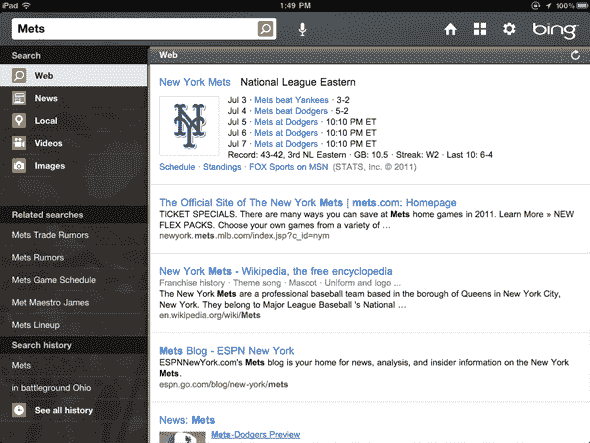 iPad 1:49 PM 100%
Mets
bing
Search
Web
News
Local
Videos
Images
Related searches
Mets Trade Rumors
Mets Rumors
Mets Game Schedule
Met Maestro James
Mets Lineup
Search history
Mets
in battleground Ohio
See all history
Web
New York Mets National League Eastern
NY
Jul 3 · Mets beat Yankees · 3-2
Jul 4 · Mets beat Dodgers · 5-2
Jul 5 · Mets at Dodgers · 10:10 PM ET
Jul 6 · Mets at Dodgers · 10:10 PM ET
Jul 7 · Mets at Dodgers · 10:10 PM ET
Record: 43-42, 3rd NL Eastern · GB: 10.5 · Streak: W2 · Last 10: 6-4
Schedule · Standings · FOX Sports on MSN (STATS, Inc. © 2011)
The Official Site of The New York Mets | mets.com: Homepage
TICKET SPECIALS. There are many ways you can save at Mets home games in 2011. Learn More » NEW
FLEX PACKS. Choose your own games from a variety of ...
newyork.mets.mlb.com/index.jsp?c_id=nym
New York Mets - Wikipedia, the free encyclopedia
Franchise history · Theme song · Mascot · Uniform and logo ...
The New York Mets are a professional baseball team based in the borough of Queens in New York City,
New York. They belong to Major League Baseball 's National ...
en.wikipedia.org/wiki/Mets
Mets Blog - ESPN New York
ESPNNewYork.com's Mets blog is your home for news, analysis, and insider information on the New York
Mets.
espn.go.com/blog/new-york/mets
News: Mets
Mets-Dodgers Preview